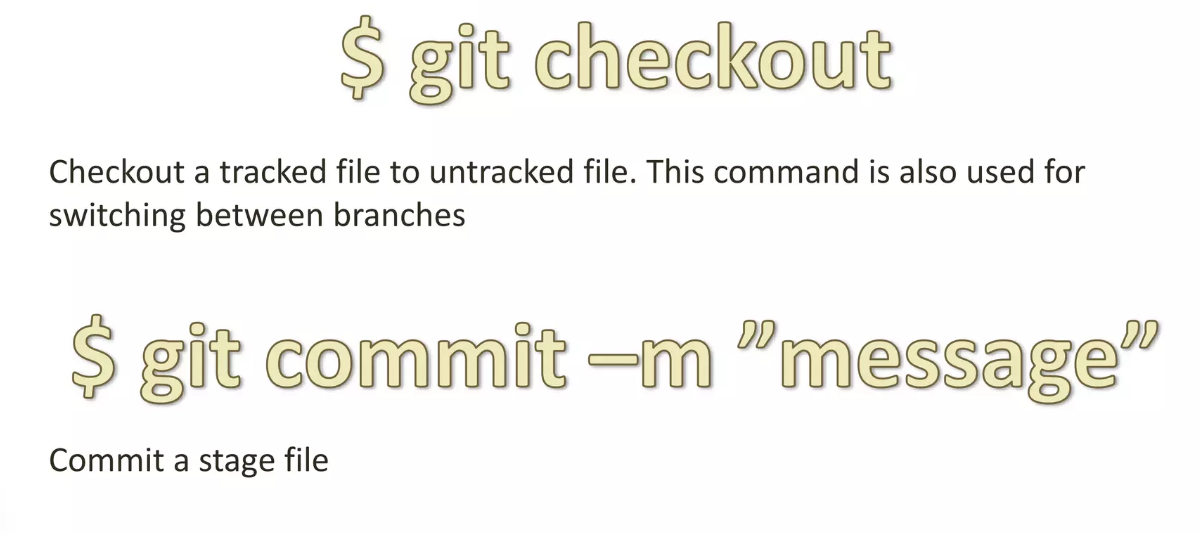 $ git checkout
Checkout a tracked file to untracked file. This command is also used for
switching between branches
$ git commit –m ”message”
Commit a stage file